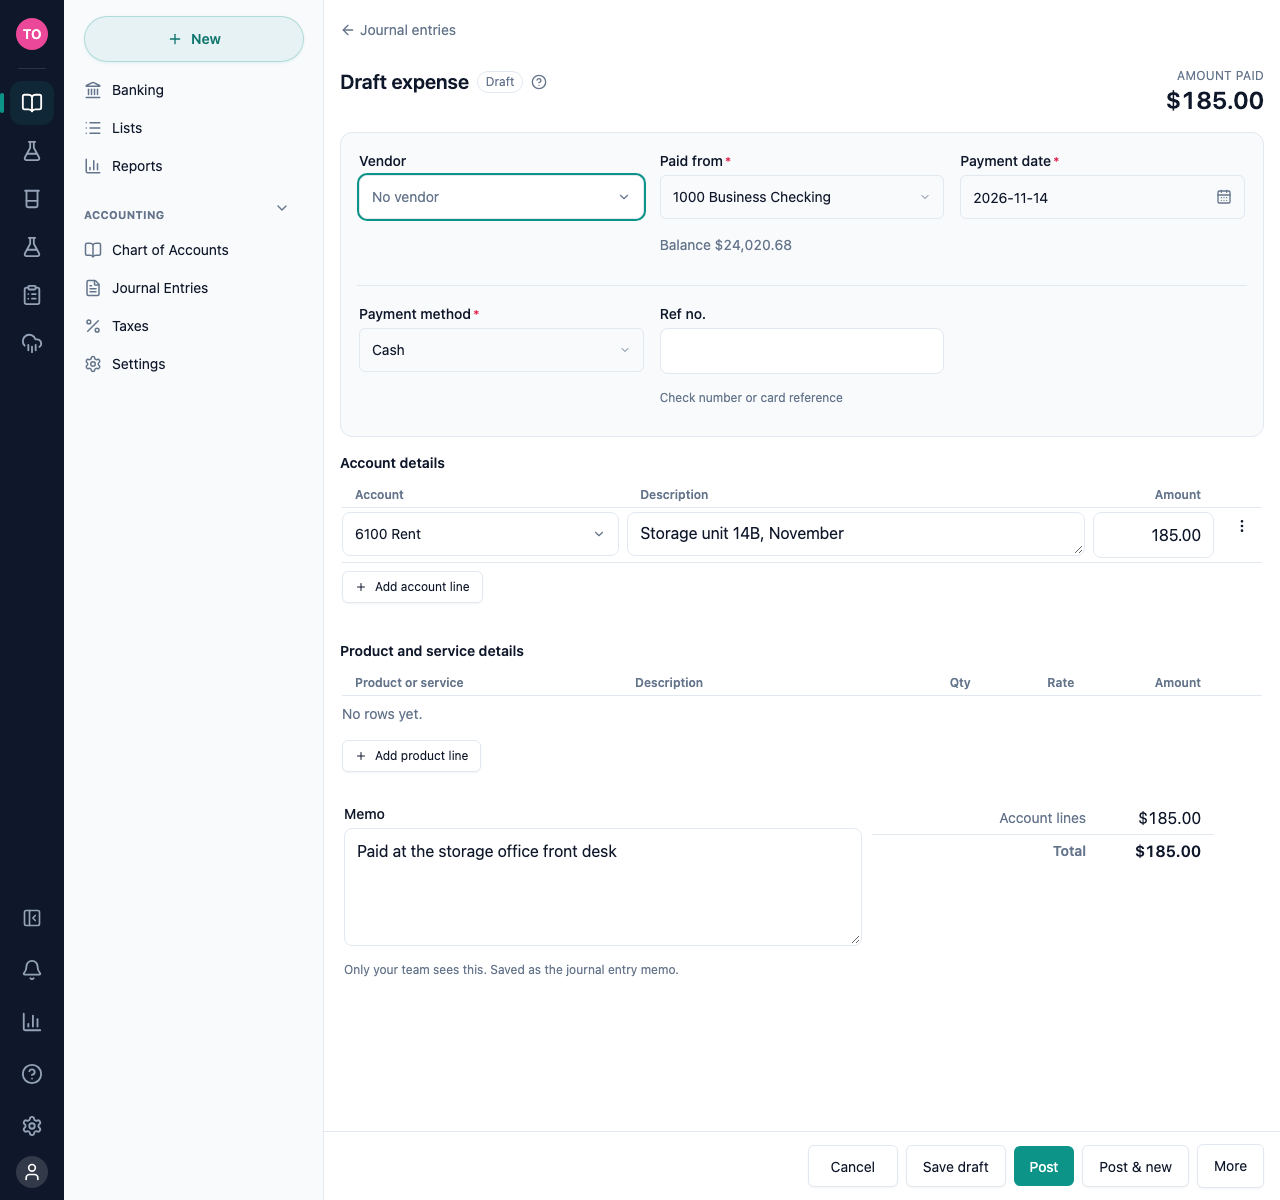 TO
New
Banking
Lists
Reports
ACCOUNTING
Chart of Accounts
Journal Entries
Taxes
Settings
Journal entries
Draft expense Draft
AMOUNT PAID
$185.00
Vendor
No vendor
Paid from*
1000 Business Checking
Balance $24,020.68
Payment date*
2026-11-14
Payment method*
Cash
Ref no.
Check number or card reference
Account details
Account Description Amount
6100 Rent Storage unit 14B, November 185.00
Add account line
Product and service details
Product or service Description Qty Rate Amount
No rows yet.
Add product line
Memo
Paid at the storage office front desk
Only your team sees this. Saved as the journal entry memo.
Account lines $185.00
Total $185.00
Cancel Save draft Post Post & new More